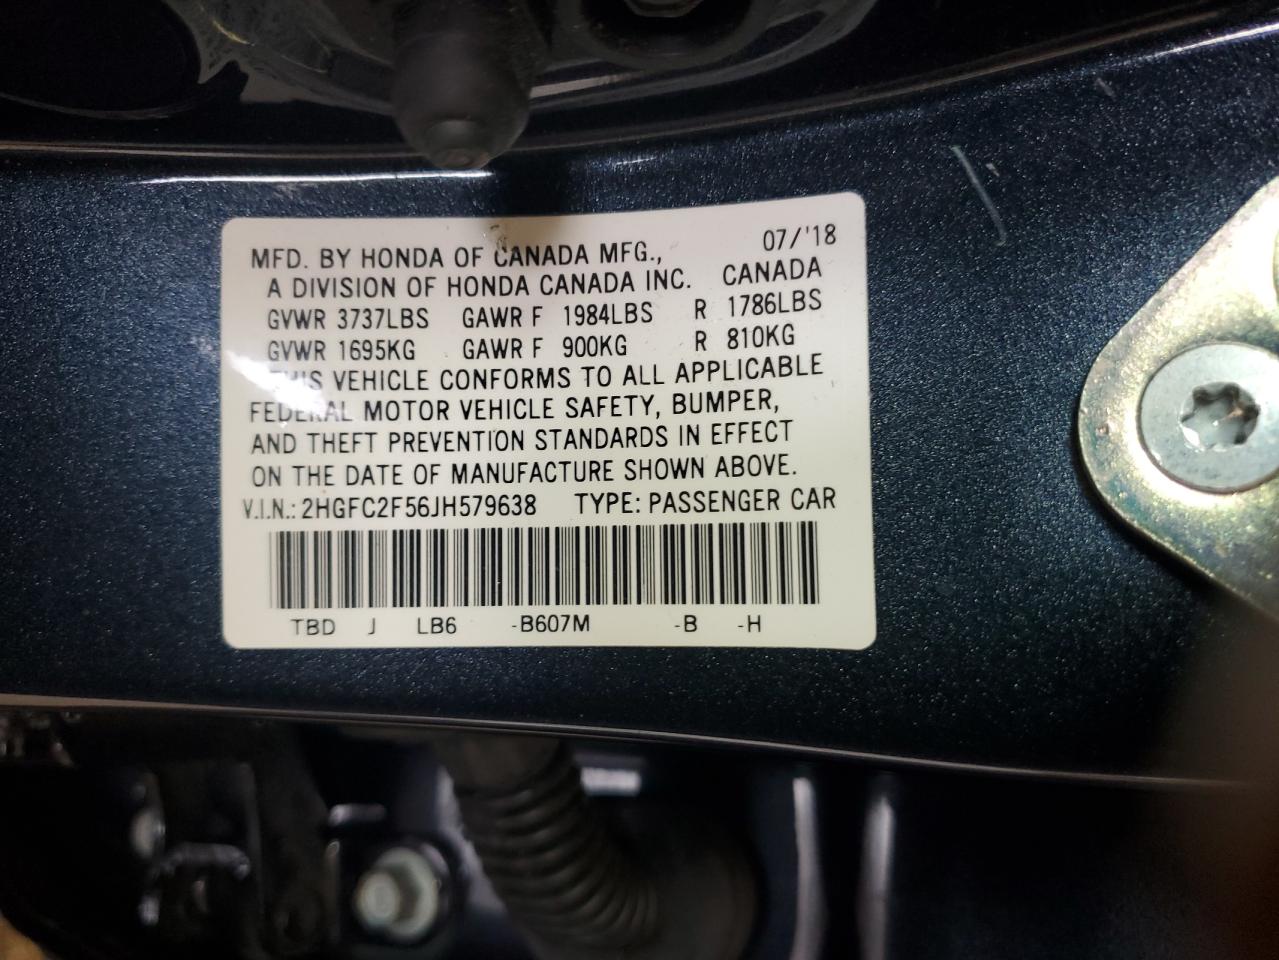 MFD. BY HONDA OF CANADA MFG., 07/'18
A DIVISION OF HONDA CANADA INC. CANADA
GVWR 3737LBS GAWR F 1984LBS R 1786LBS
GVWR 1695KG GAWR F 900KG R 810KG
THIS VEHICLE CONFORMS TO ALL APPLICABLE
FEDERAL MOTOR VEHICLE SAFETY, BUMPER,
AND THEFT PREVENTION STANDARDS IN EFFECT
ON THE DATE OF MANUFACTURE SHOWN ABOVE.
V.I.N.: 2HGFC2F56JH579638 TYPE: PASSENGER CAR
TBD J LB6 -B607M -B -H